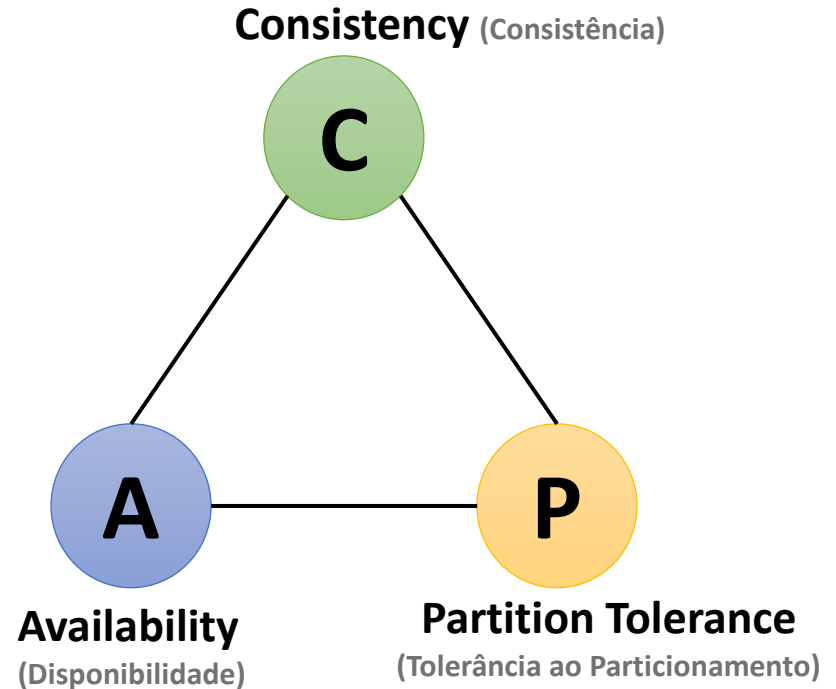 Consistency (Consistência)
C
A
P
Availability
(Disponibilidade)
Partition Tolerance
(Tolerância ao Particionamento)